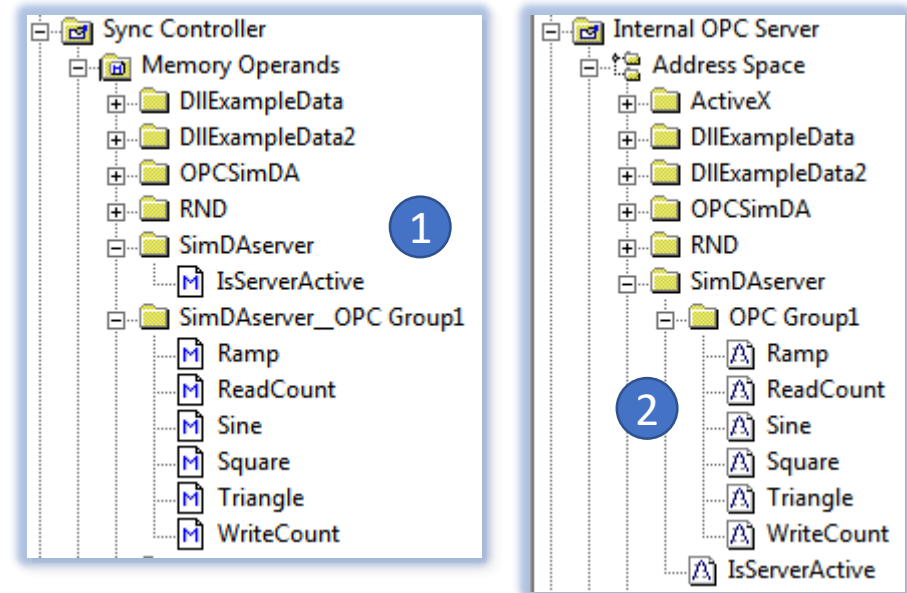 Sync Controller
Memory Operands
DllExampleData
DllExampleData2
OPCSimDA
RND
1
SimDAserver
IsServerActive
SimDAserver__OPC Group1
Ramp
ReadCount
Sine
Square
Triangle
WriteCount
Internal OPC Server
Address Space
ActiveX
DllExampleData
DllExampleData2
OPCSimDA
RND
SimDAserver
OPC Group1
Ramp
2
ReadCount
Sine
Square
Triangle
WriteCount
IsServerActive